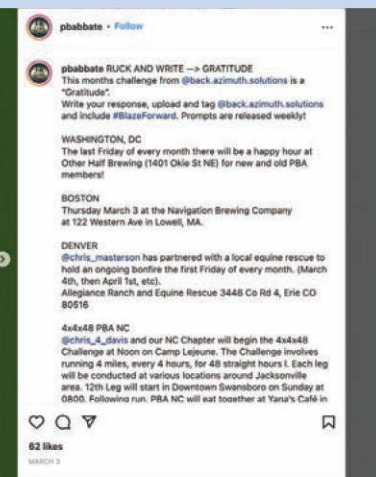 pbabbate • Follow
pbabbate RUCK AND WRITE —> GRATITUDE
This months challenge from @back.azimuth.solutions is a
"Gratitude".
Write your response, upload and tag @back.azimuth.solutions
and include #BlazeForward. Prompts are released weekly!
WASHINGTON, DC
The last Friday of every month there will be a happy hour at
Other Half Brewing (1401 Okie St NE) for new and old PBA
members!
BOSTON
Thursday March 3 at the Navigation Brewing Company
at 122 Western Ave in Lowell, MA.
DENVER
@chris_masterson has partnered with a local equine rescue to
hold an ongoing bonfire the first Friday of every month. (March
4th, then April 1st, etc).
Allegiance Ranch and Equine Rescue 3448 Co Rd 4, Erie CO
80516
4x4x48 PBA NC
@chris_4_davis and our NC Chapter will begin the 4x4x48
Challenge at Noon on Camp Lejeune. The Challenge involves
running 4 miles, every 4 hours, for 48 straight hours !. Each leg
will be conducted at various locations around Jacksonville
area. 12th Leg will start in Downtown Swansboro on Sunday at
0800. Following run, PBA NC will eat together at Yana's Café in
62 likes
MARCH 3